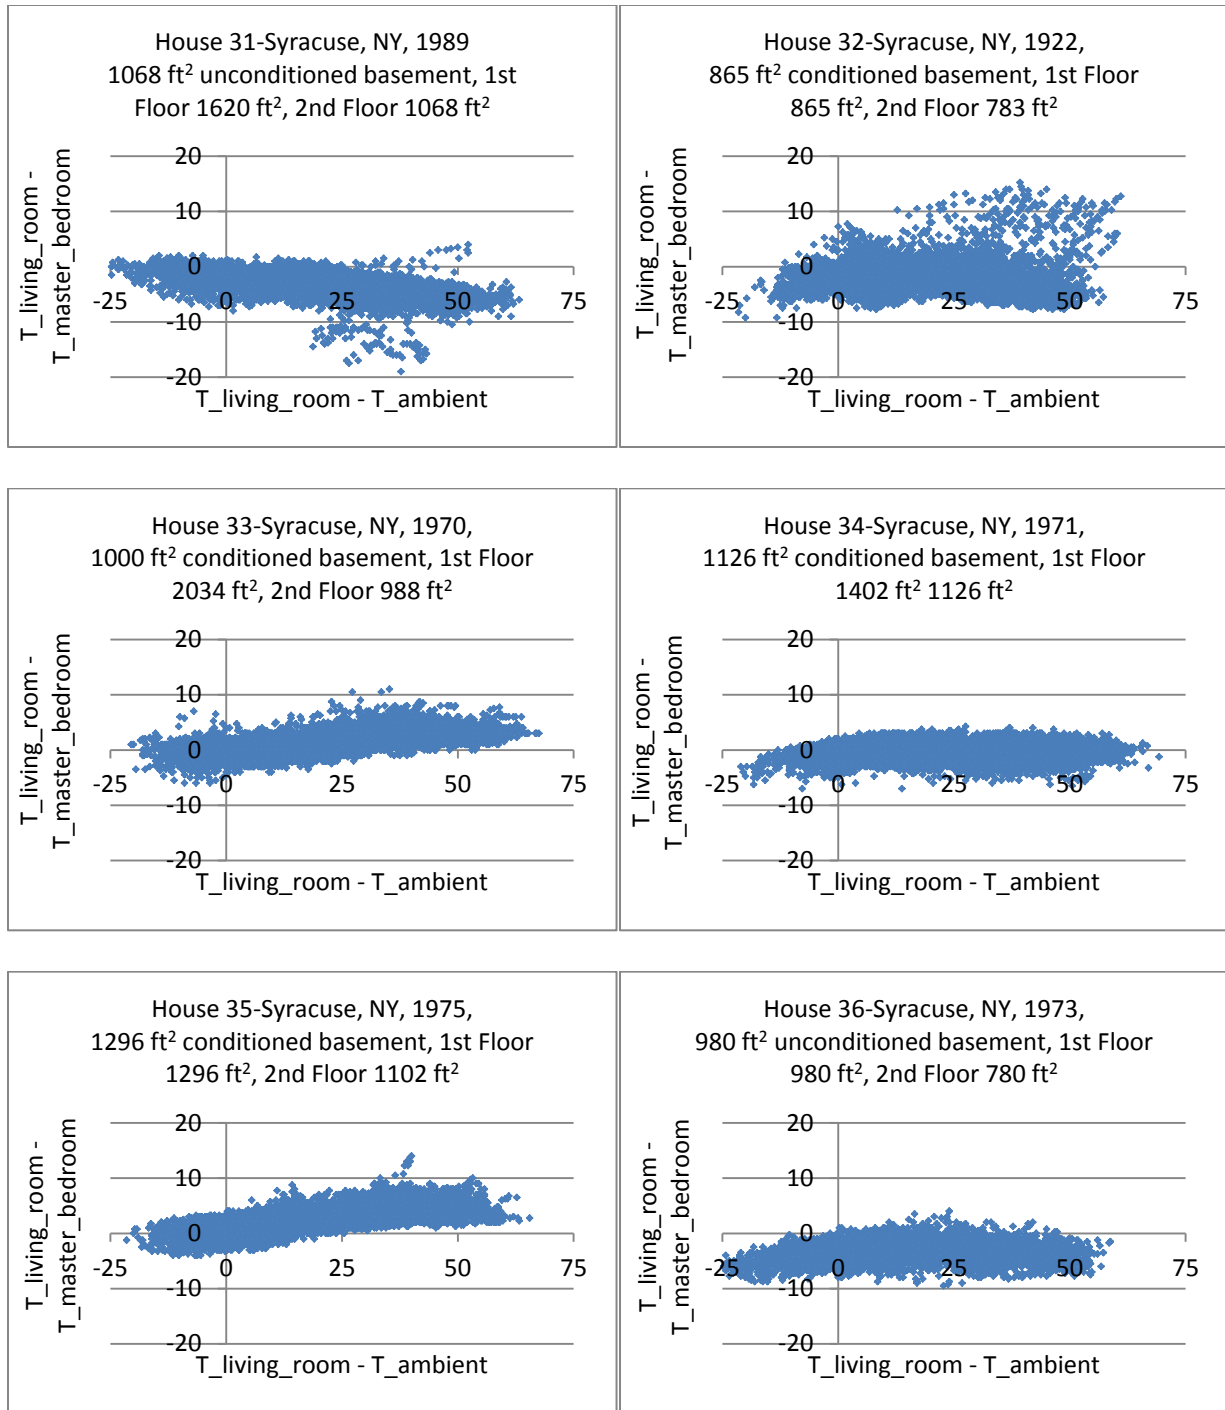 House 31-Syracuse, NY, 1989
1068 ft² unconditioned basement, 1st
Floor 1620 ft², 2nd Floor 1068 ft²
T_living_room -
T_master_bedroom
20
10
0
-10
-20
-25
0
25
50
75
T_living_room - T_ambient
House 32-Syracuse, NY, 1922,
865 ft² conditioned basement, 1st Floor
865 ft², 2nd Floor 783 ft²
T_living_room -
T_master_bedroom
20
10
0
-10
-20
-25
0
25
50
75
T_living_room - T_ambient
House 33-Syracuse, NY, 1970,
1000 ft² conditioned basement, 1st Floor
2034 ft², 2nd Floor 988 ft²
T_living_room -
T_master_bedroom
20
10
0
-10
-20
-25
0
25
50
75
T_living_room - T_ambient
House 34-Syracuse, NY, 1971,
1126 ft² conditioned basement, 1st Floor
1402 ft² 1126 ft²
T_living_room -
T_master_bedroom
20
10
0
-10
-20
-25
0
25
50
75
T_living_room - T_ambient
House 35-Syracuse, NY, 1975,
1296 ft² conditioned basement, 1st Floor
1296 ft², 2nd Floor 1102 ft²
T_living_room -
T_master_bedroom
20
10
0
-10
-20
-25
0
25
50
75
T_living_room - T_ambient
House 36-Syracuse, NY, 1973,
980 ft² unconditioned basement, 1st Floor
980 ft², 2nd Floor 780 ft²
T_living_room -
T_master_bedroom
20
10
0
-10
-20
-25
0
25
50
75
T_living_room - T_ambient